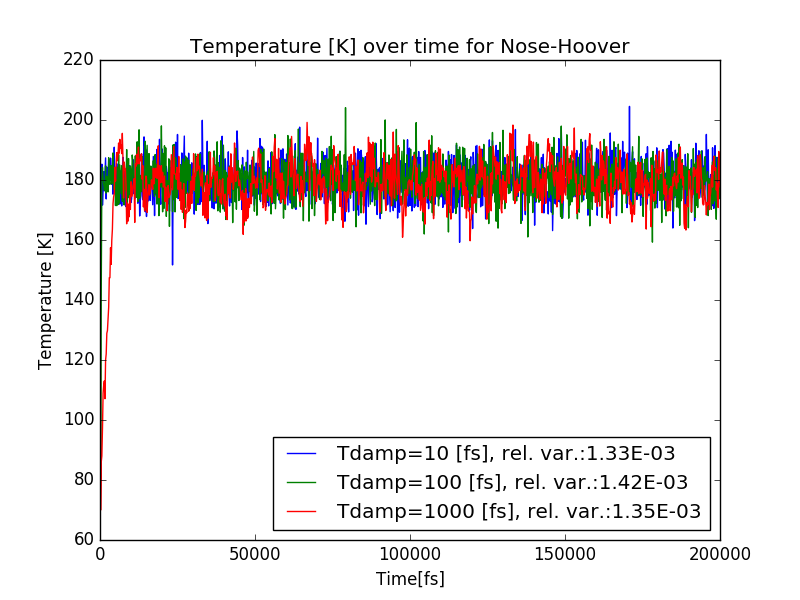 Temperature [K] over time for Nose-Hoover
220
200
180
160
140
120
100
80
60
Temperature [K]
Tdamp=10 [fs], rel. var.:1.33E-03
Tdamp=100 [fs], rel. var.:1.42E-03
Tdamp=1000 [fs], rel. var.:1.35E-03
0 50000 100000 150000 200000
Time[fs]